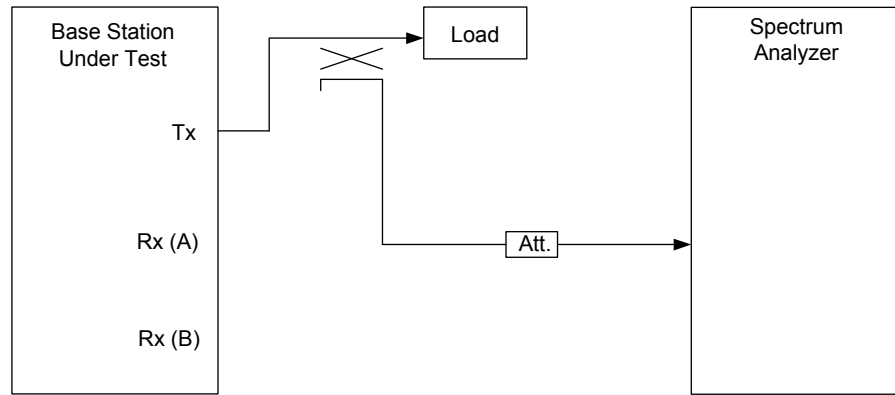 Base Station
Under Test
Load
Spectrum
Analyzer
Tx
Rx (A)
Att.
Rx (B)